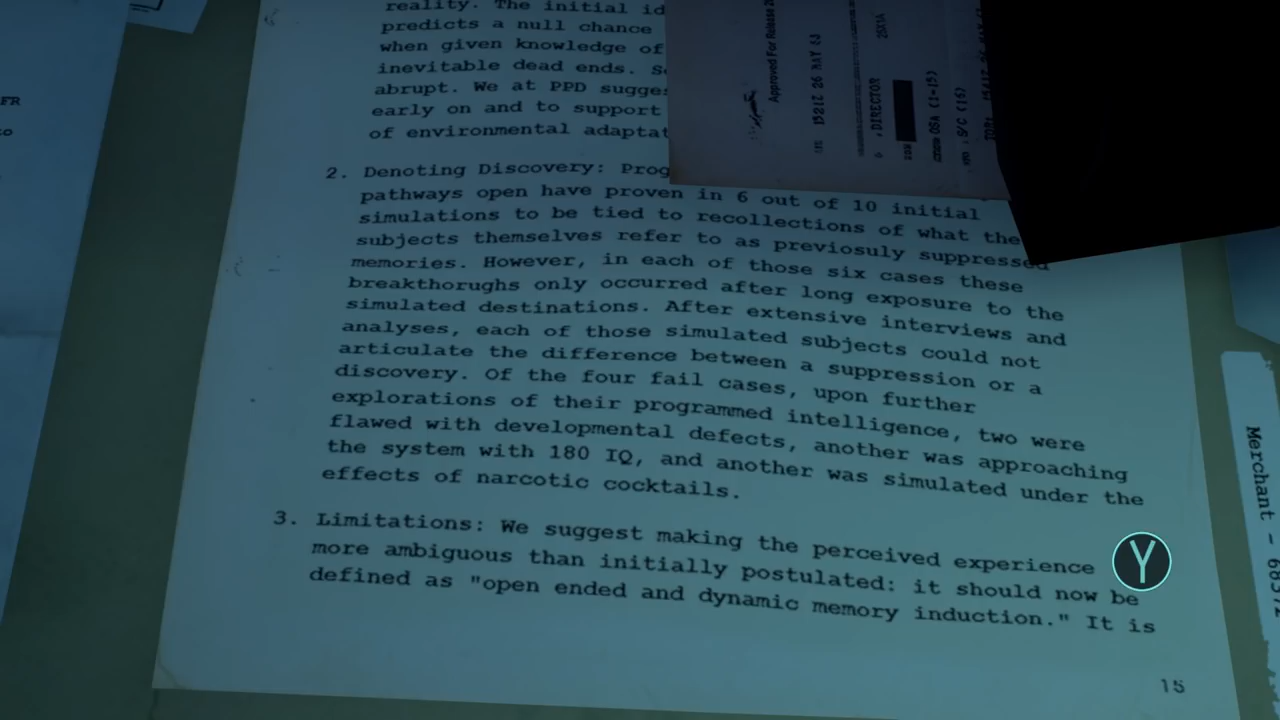 reality. The initial id
predicts a null chance
when given knowledge of
inevitable dead ends. S
abrupt. We at PPD sugges
early on and to support
of environmental adaptat
2. Denoting Discovery: Prog
pathways open have proven in 6 out of 10 initial
simulations to be tied to recollections of what the
subjects themselves refer to as previosuly suppressed
memories. However, in each of those six cases these
breakthorughs only occurred after long exposure to the
simulated destinations. After extensive interviews and
analyses, each of those simulated subjects could not
articulate the difference between a suppression or a
discovery. Of the four fail cases, upon further
explorations of their programmed intelligence, two were
flawed with developmental defects, another was approaching
the system with 180 IQ, and another was simulated under the
effects of narcotic cocktails.
3. Limitations: We suggest making the perceived experience
more ambiguous than initially postulated: it should now be
defined as "open ended and dynamic memory induction." It is
15
Y
FR
Approved For Release
1521Z 26 MAY
DIRECTOR
25X1A
OSA (1-15)
S/C (16)
Merchant -